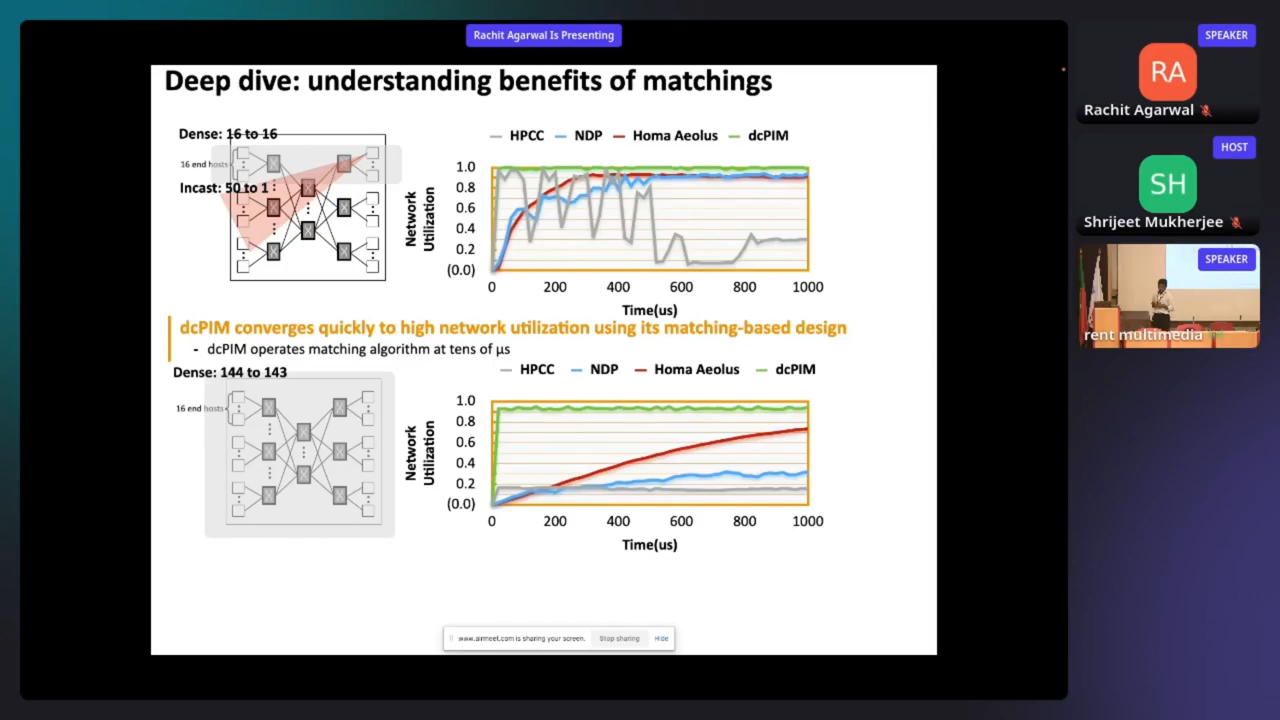 Rachit Agarwal Is Presenting
Deep dive: understanding benefits of matchings
Dense: 16 to 16
16 end hosts
Incast: 50 to 1
HPCC NDP Homa Aeolus dcPIM
Network
Utilization
1.0
0.8
0.6
0.4
0.2
(0.0)
0 200 400 600 800 1000
Time(us)
dcPIM converges quickly to high network utilization using its matching-based design
- dcPIM operates matching algorithm at tens of µs
Dense: 144 to 143
16 end hosts
HPCC NDP Homa Aeolus dcPIM
Network
Utilization
1.0
0.8
0.6
0.4
0.2
(0.0)
0 200 400 600 800 1000
Time(us)
www.airmeet.com is sharing your screen. Stop sharing Hide
SPEAKER
RA
Rachit Agarwal
HOST
SH
Shrijeet Mukherjee
SPEAKER
rent multimedia